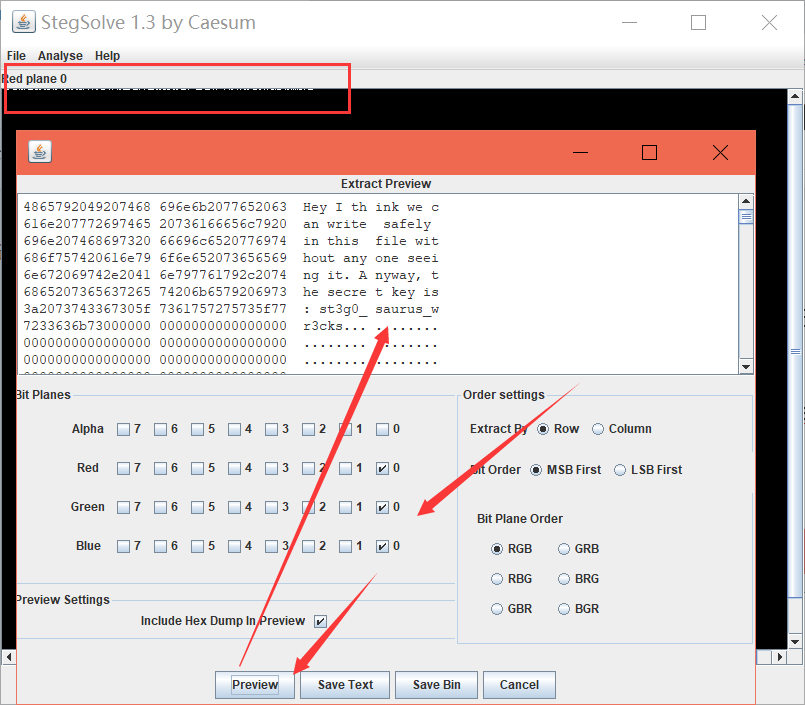 StegSolve 1.3 by Caesum
File Analyse Help
Red plane 0
Extract Preview
4865792049207468 696e6b2077652063 Hey I th ink we c
616e207772697465 20736166656c7920 an write  safely 
696e207468697320 66696c6520776974 in this  file wit
686f757420616e79 6f6e652073656569 hout any one seei
6e672069742e2041 6e797761792c2074 ng it. A nyway, t
6865207365637265 74206b6579206973 he secre t key is
3a2073743367305f 7361757275735f77 : st3g0_ saurus_w
7233636b73000000 0000000000000000 r3cks... ........
0000000000000000 0000000000000000 ........ ........
0000000000000000 0000000000000000 ........ ........
Bit Planes
Alpha 7 6 5 4 3 2 1 0
Red 7 6 5 4 3 2 1 0
Green 7 6 5 4 3 2 1 0
Blue 7 6 5 4 3 2 1 0
Preview Settings
Include Hex Dump In Preview
Order settings
Extract By Row Column
Bit Order MSB First LSB First
Bit Plane Order
RGB GRB
RBG BRG
GBR BGR
Preview Save Text Save Bin Cancel